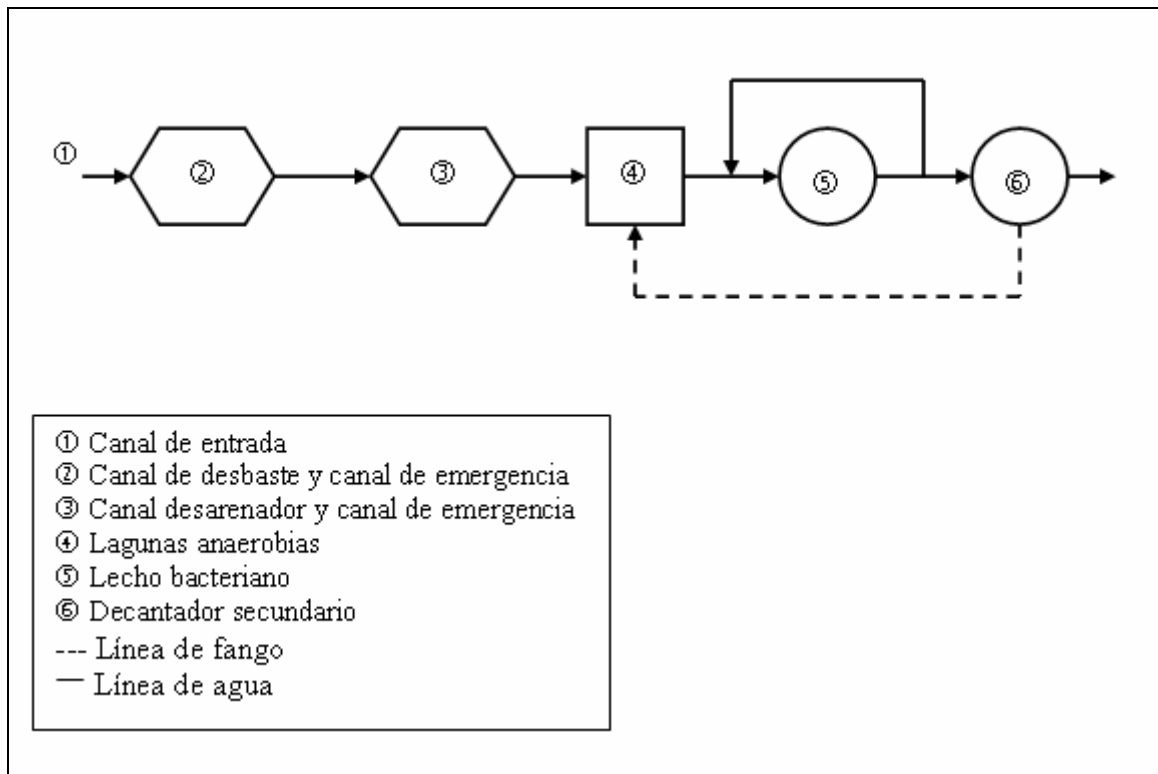 ①
②
③
④
⑤
⑥
① Canal de entrada
② Canal de desbaste y canal de emergencia
③ Canal desarenador y canal de emergencia
④ Lagunas anaerobias
⑤ Lecho bacteriano
⑥ Decantador secundario
--- Línea de fango
— Línea de agua